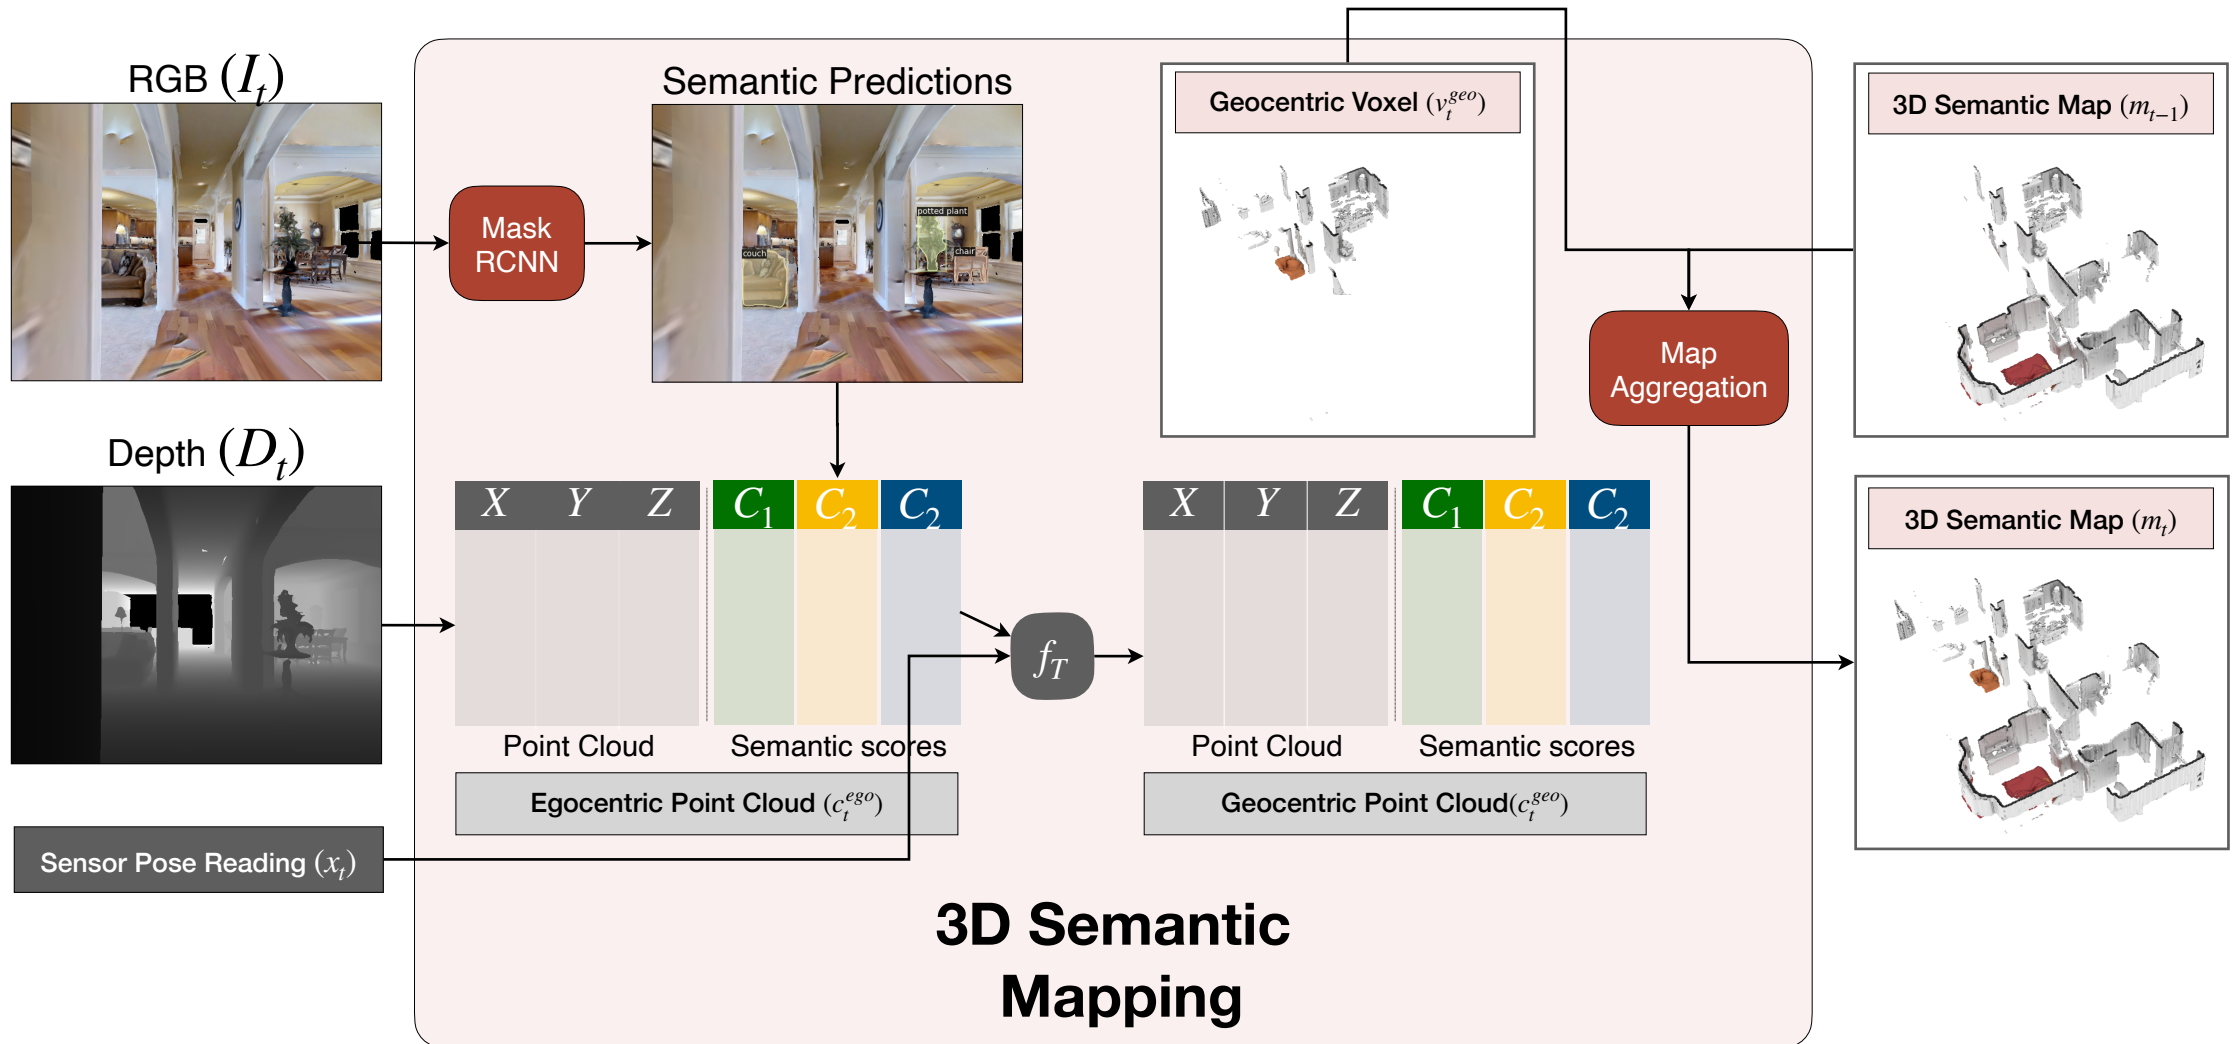 RGB (I_t)
Semantic Predictions
Geocentric Voxel (v_t^{geo})
3D Semantic Map (m_{t−1})
Mask
RCNN
potted plant
couch
chair
Map
Aggregation
Depth (D_t)
X Y Z C_1 C_2 C_2
X Y Z C_1 C_2 C_2
3D Semantic Map (m_t)
f_T
Point Cloud
Semantic scores
Point Cloud
Semantic scores
Egocentric Point Cloud (c_t^{ego})
Geocentric Point Cloud(c_t^{geo})
Sensor Pose Reading (x_t)
3D Semantic
Mapping